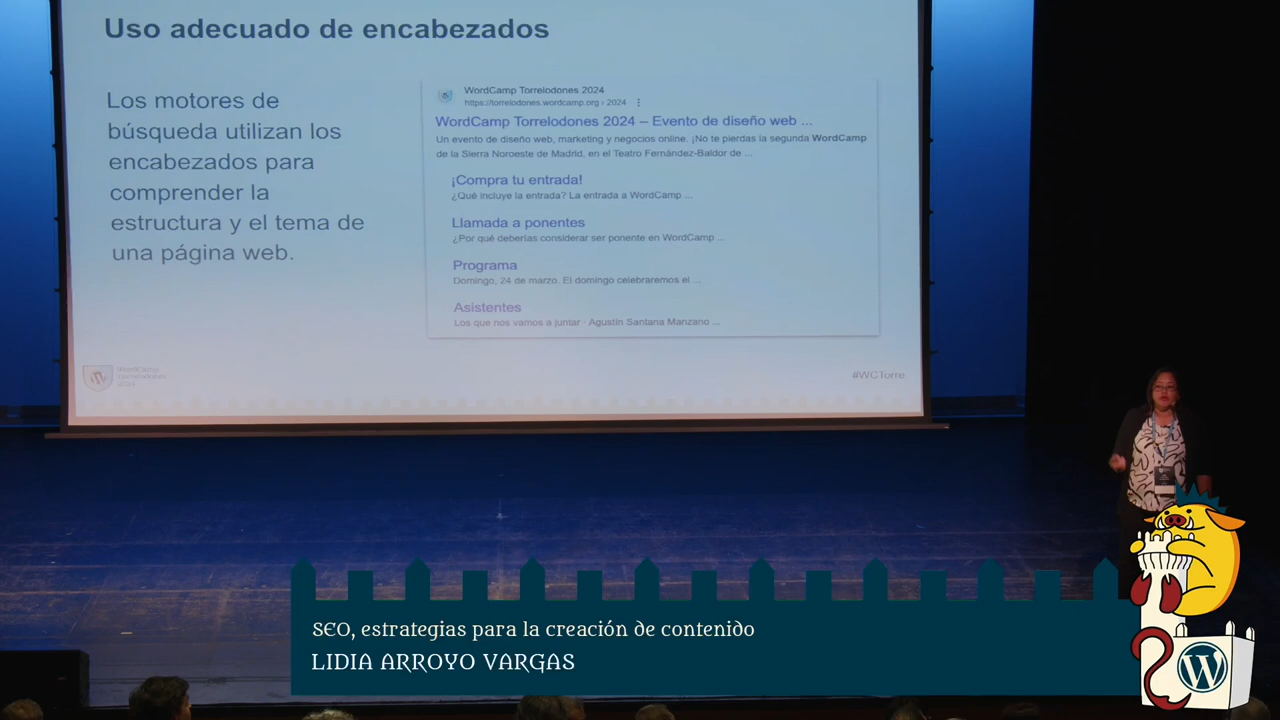 Uso adecuado de encabezados
Los motores de
búsqueda utilizan los
encabezados para
comprender la
estructura y el tema de
una página web.
WordCamp Torrelodones 2024
https://torrelodones.wordcamp.org › 2024
WordCamp Torrelodones 2024 – Evento de diseño web ...
Un evento de diseño web, marketing y negocios online. ¡No te pierdas la segunda WordCamp
de la Sierra Noroeste de Madrid, en el Teatro Fernández-Baldor de ...
¡Compra tu entrada!
¿Qué incluye la entrada? La entrada a WordCamp ...
Llamada a ponentes
¿Por qué deberías considerar ser ponente en WordCamp ...
Programa
Domingo, 24 de marzo. El domingo celebraremos el ...
Asistentes
Los que nos vamos a juntar · Agustín Santana Manzano ...
WordCamp
Torrelodones
2024
#WCTorre
SEO, estrategias para la creación de contenido
LIDIA ARROYO VARGAS